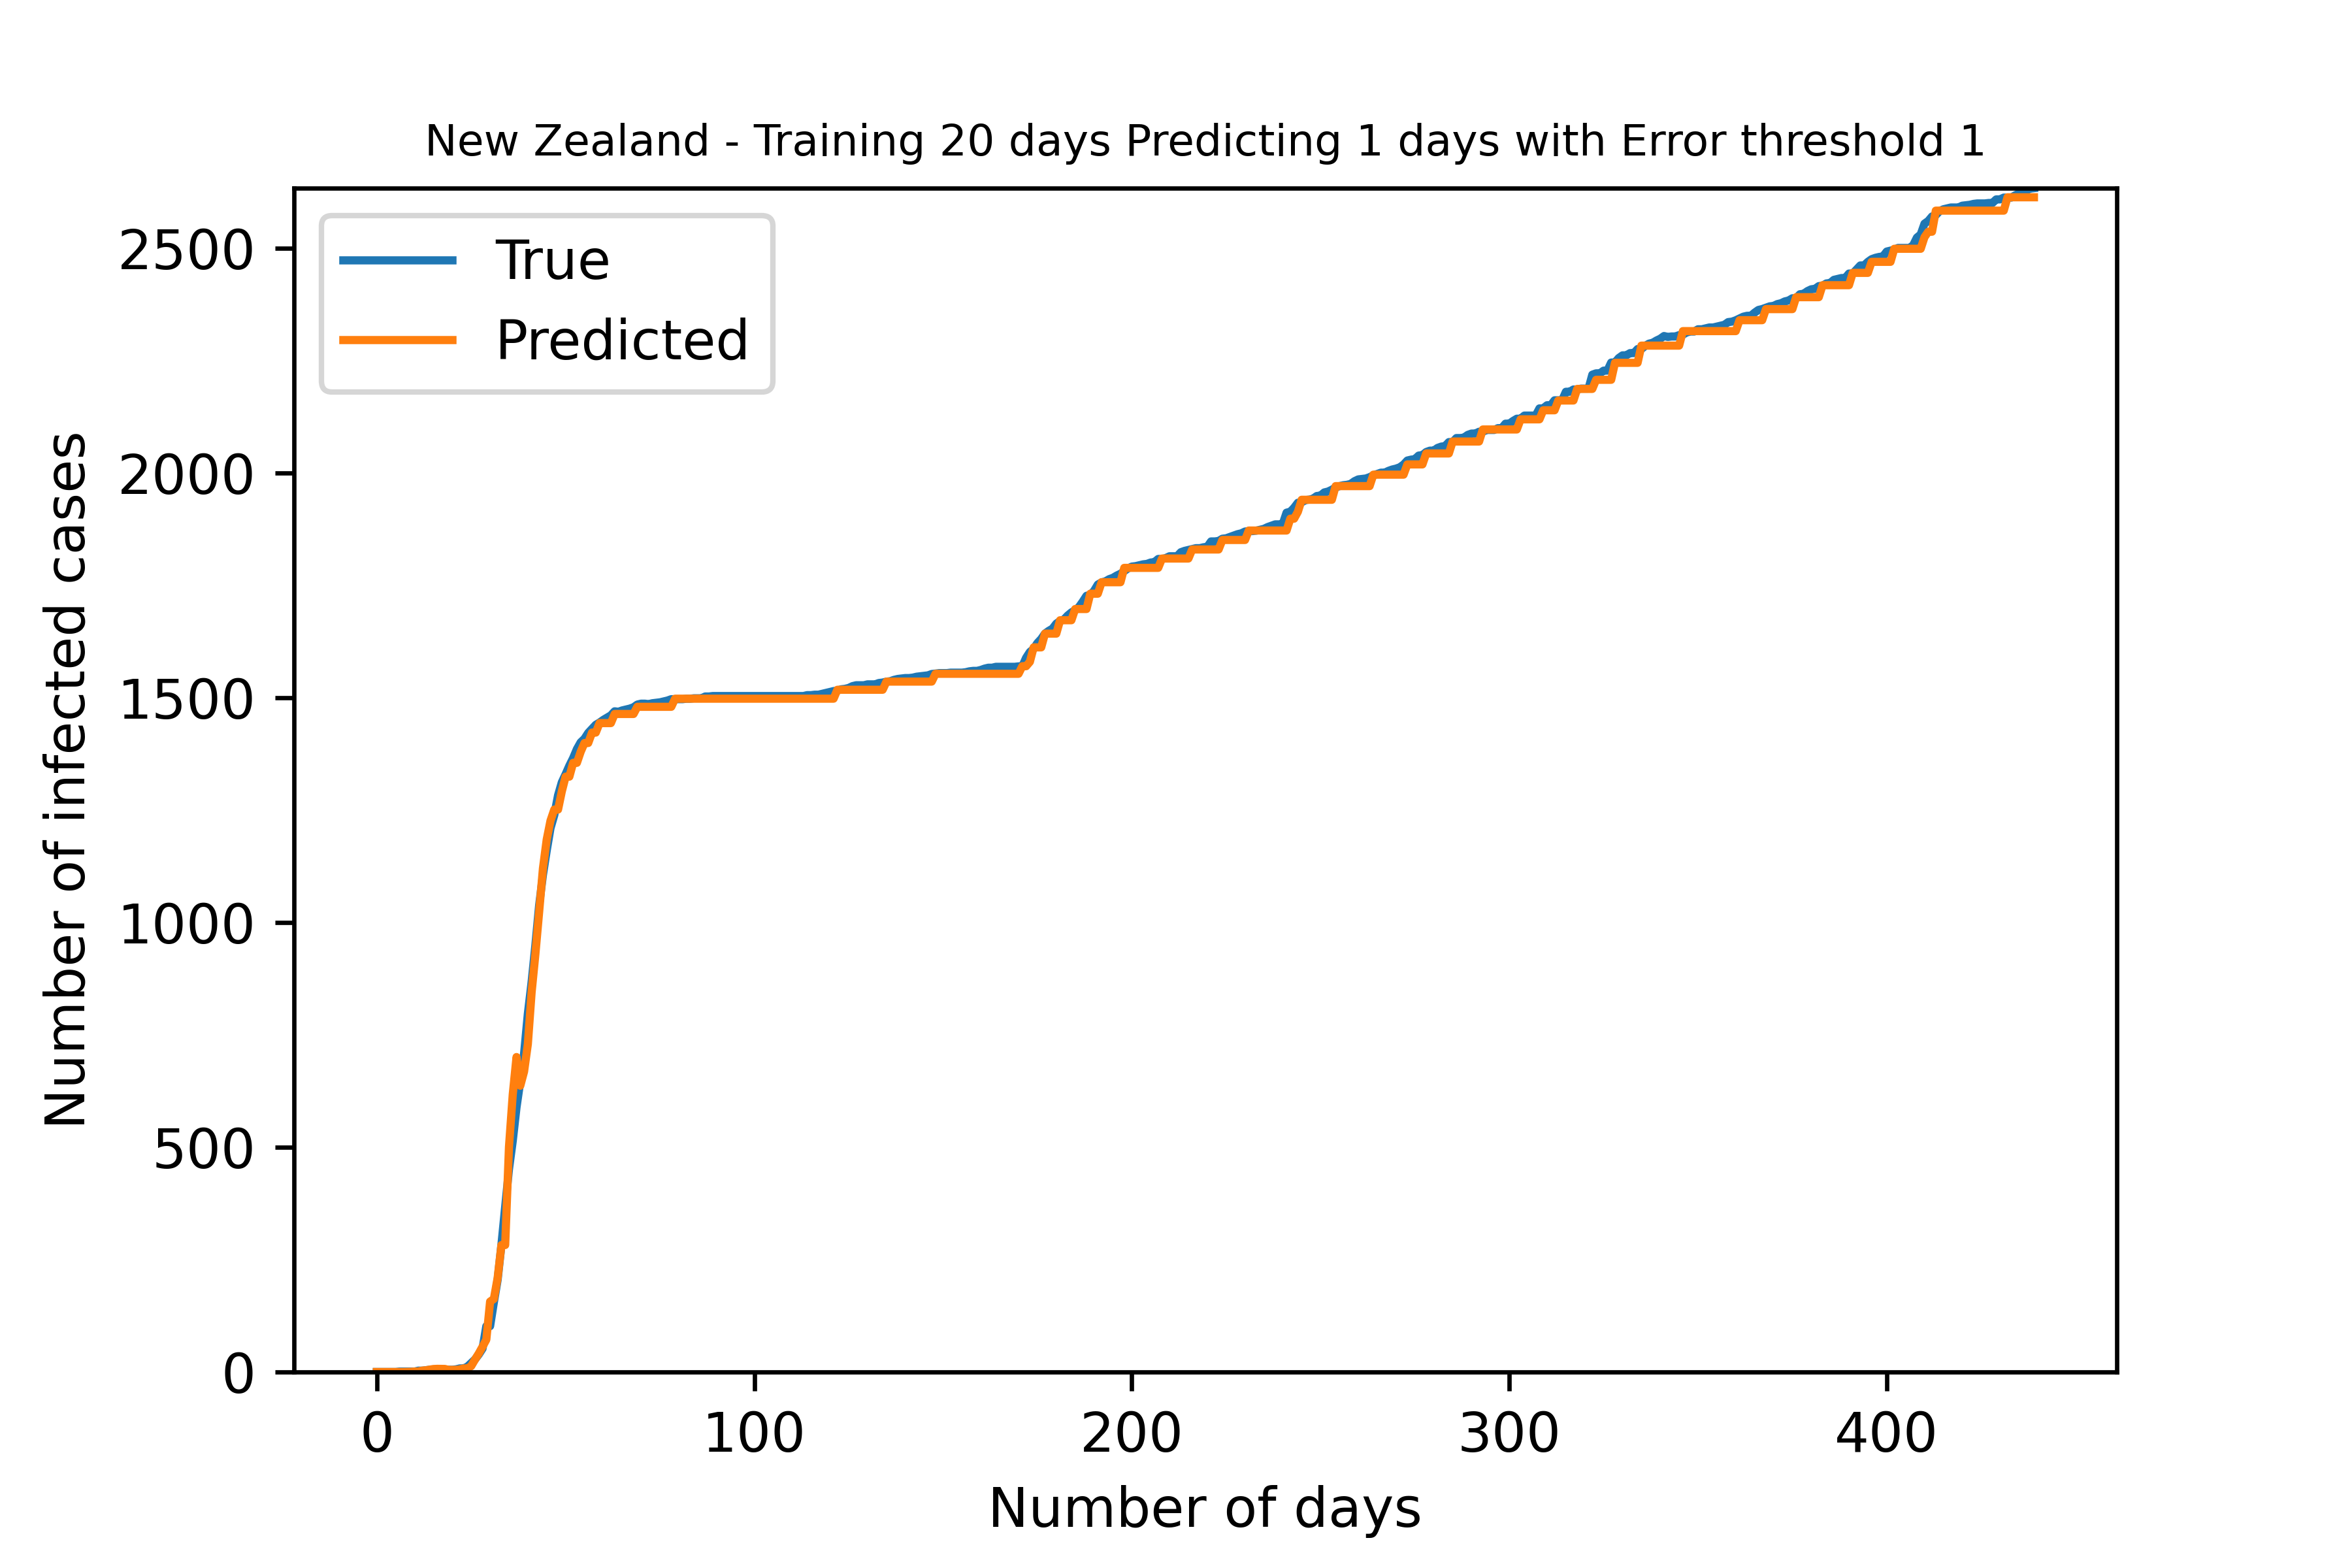 New Zealand - Training 20 days Predicting 1 days with Error threshold 1
True
Predicted
2500
2000
1500
1000
500
0
Number of infected cases
0 100 200 300 400
Number of days